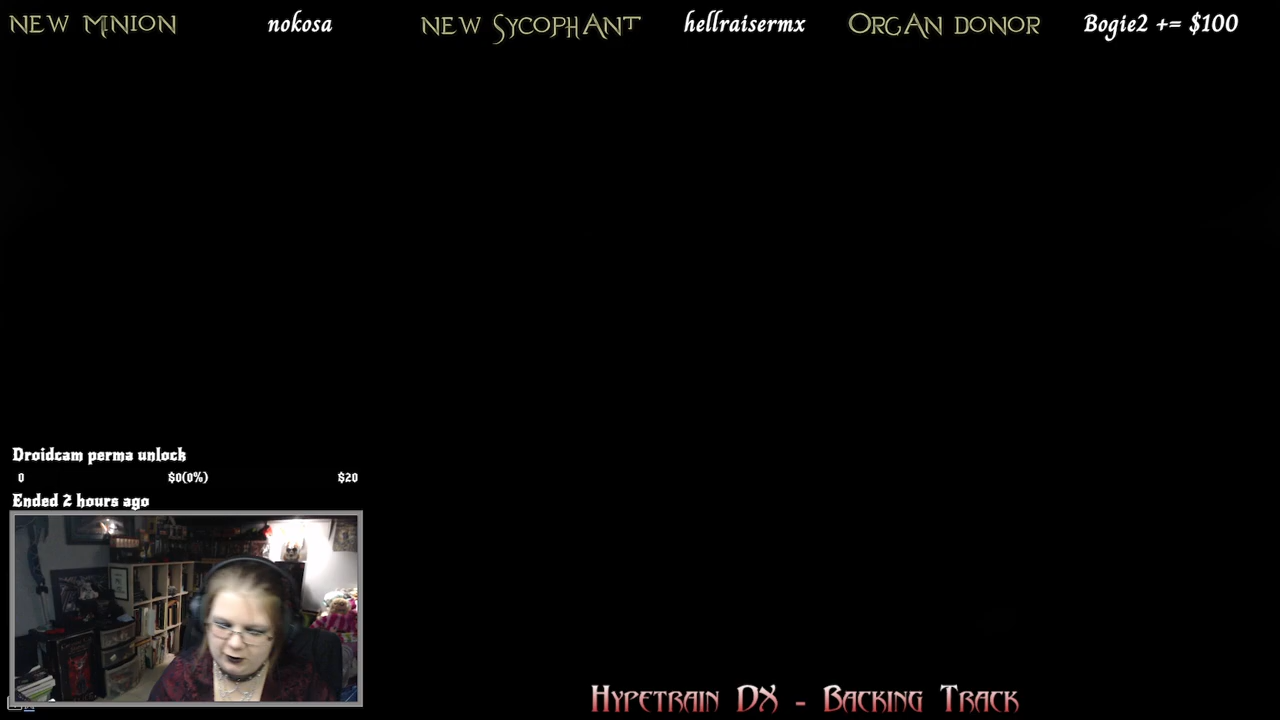 NEW MINION nokosa NEW SYCOPHANT hellraisermx ORGAN DONOR Bogie2 += $100
Droidcam perma unlock
0 $0(0%) $20
Ended 2 hours ago
HYPETRAIN DX - BACKING TRACK